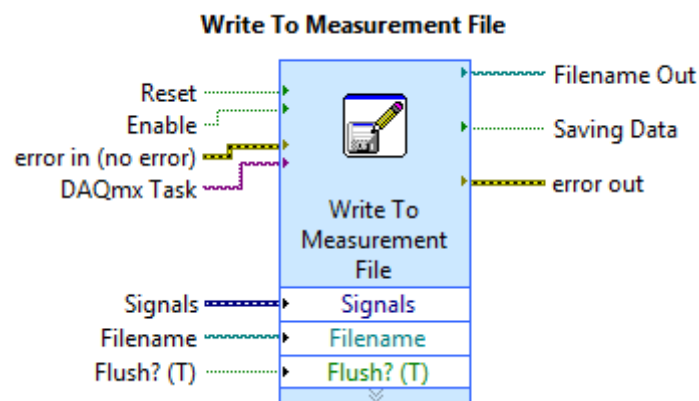 Write To Measurement File
Reset
Enable
error in (no error)
DAQmx Task
Filename Out
Saving Data
error out
Write To
Measurement
File
Signals
Signals
Filename
Filename
Flush? (T)
Flush? (T)